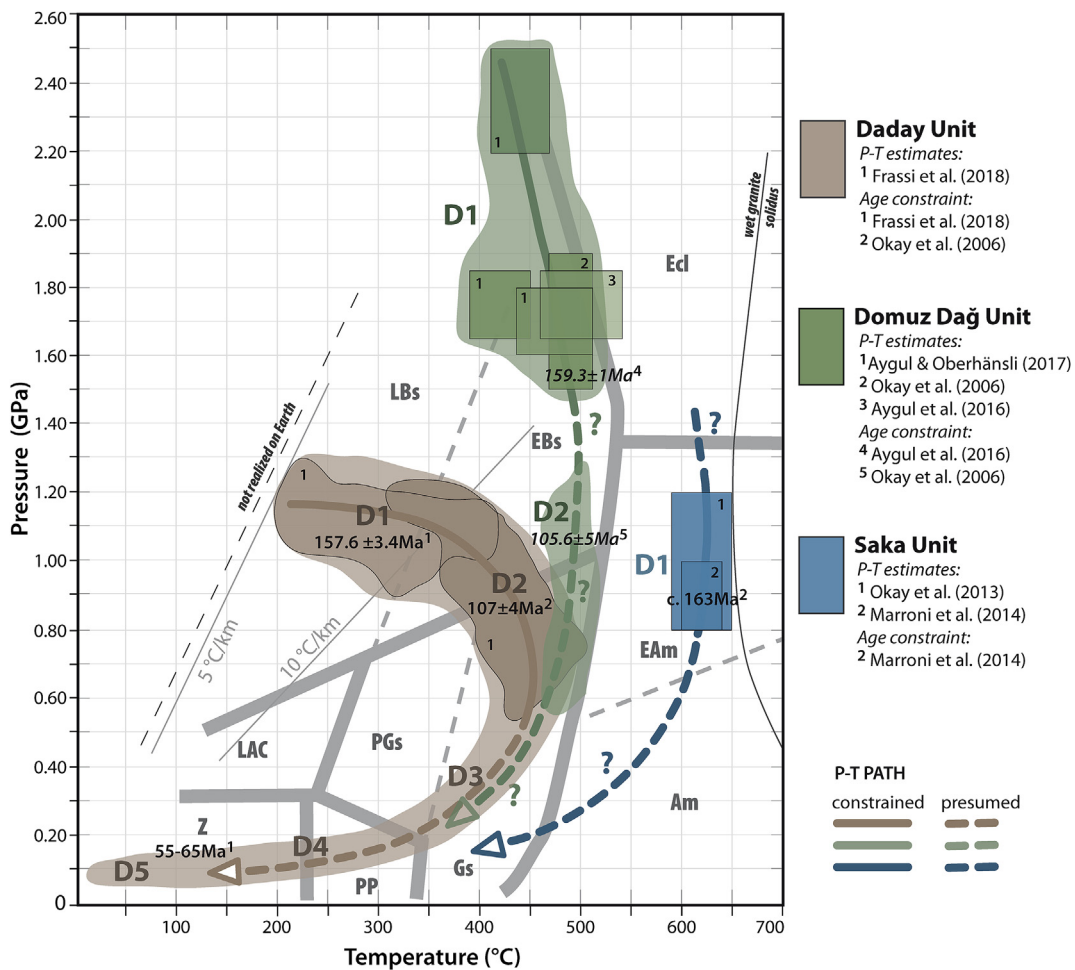 2.60
2.40
2.20
2.00
1.80
1.60
1.40
1.20
1.00
0.80
0.60
0.40
0.20
0
Pressure (GPa)
100
200
300
400
500
600
700
Temperature (°C)
1
D1
2
1
1
3
159.3±1Ma4
Ecl
wet granite
solidus
LBs
EBs
?
?
not realized on Earth
1
D1
157.6 ±3.4Ma1
D2
105.6±5Ma5
1
D1
2
c. 163Ma2
D2
107±4Ma2
?
1
EAm
5 °C/km
10 °C/km
LAC
PGs
D3
?
?
Am
Z
55-65Ma1
D4
D5
PP
Gs
Daday Unit
P-T estimates:
1 Frassi et al. (2018)
Age constraint:
1 Frassi et al. (2018)
2 Okay et al. (2006)
Domuz Dağ Unit
P-T estimates:
1Aygul & Oberhänsli (2017)
2 Okay et al. (2006)
3 Aygul et al. (2016)
Age constraint:
4 Aygul et al. (2016)
5 Okay et al. (2006)
Saka Unit
P-T estimates:
1 Okay et al. (2013)
2 Marroni et al. (2014)
Age constraint:
2 Marroni et al. (2014)
P-T PATH
constrained presumed